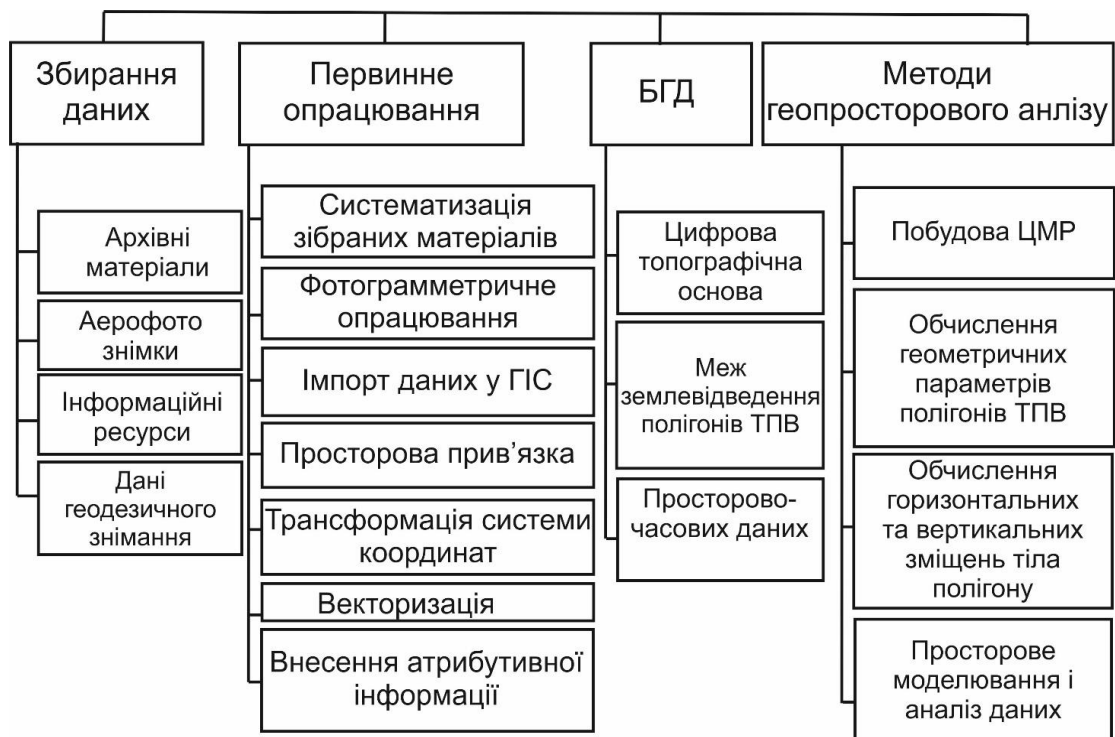 Збирання
даних
Архівні
матеріали
Аерофото
знімки
Інформаційні
ресурси
Дані
геодезичного
знімання
Первинне
опрацювання
Систематизація
зібраних матеріалів
Фотограмметричне
опрацювання
Імпорт даних у ГІС
Просторова прив’язка
Трансформація системи
координат
Векторизація
Внесення атрибутивної
інформації
БГД
Цифрова
топографічна
основа
Меж
землевідведення
полігонів ТПВ
Просторово-
часових даних
Методи
геопросторового анлізу
Побудова ЦМР
Обчислення
геометричних
параметрів
полігонів ТПВ
Обчислення
горизонтальних
та вертикальних
зміщень тіла
полігону
Просторове
моделювання і
аналіз даних